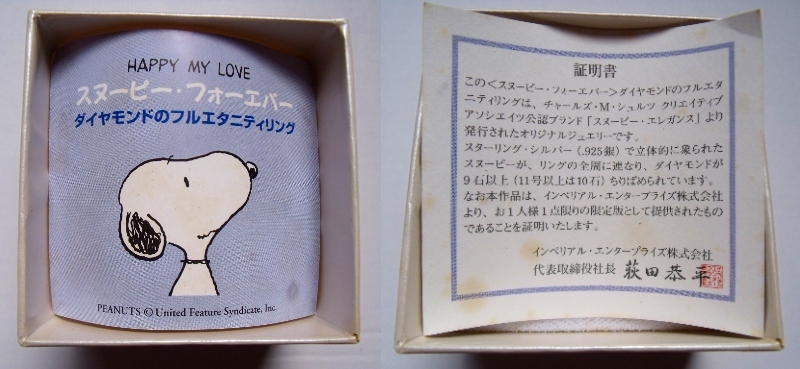 HAPPY MY LOVE
スヌーピー・フォーエバー
ダイヤモンドのフルエタニティリング
PEANUTS © United Feature Syndicate, Inc.
証明書
この＜スヌーピー・フォーエバー＞ダイヤモンドのフルエタ
ニティリングは、チャールズ・M・シュルツ クリエイティブ
アソシエイツ公認ブランド「スヌーピー・エレガンス」より
発行されたオリジナルジュエリーです。
スターリング・シルバー（.925銀）で立体的に象られた
スヌーピーが、リングの全周に連なり、ダイヤモンドが
9石以上（11号以上は10石）ちりばめられています。
なお本作品は、インペリアル・エンタープライズ株式会社
より、お1人様1点限りの限定版として提供されたもの
であることを証明いたします。
インペリアル・エンタープライズ株式会社
代表取締役社長 荻田恭平